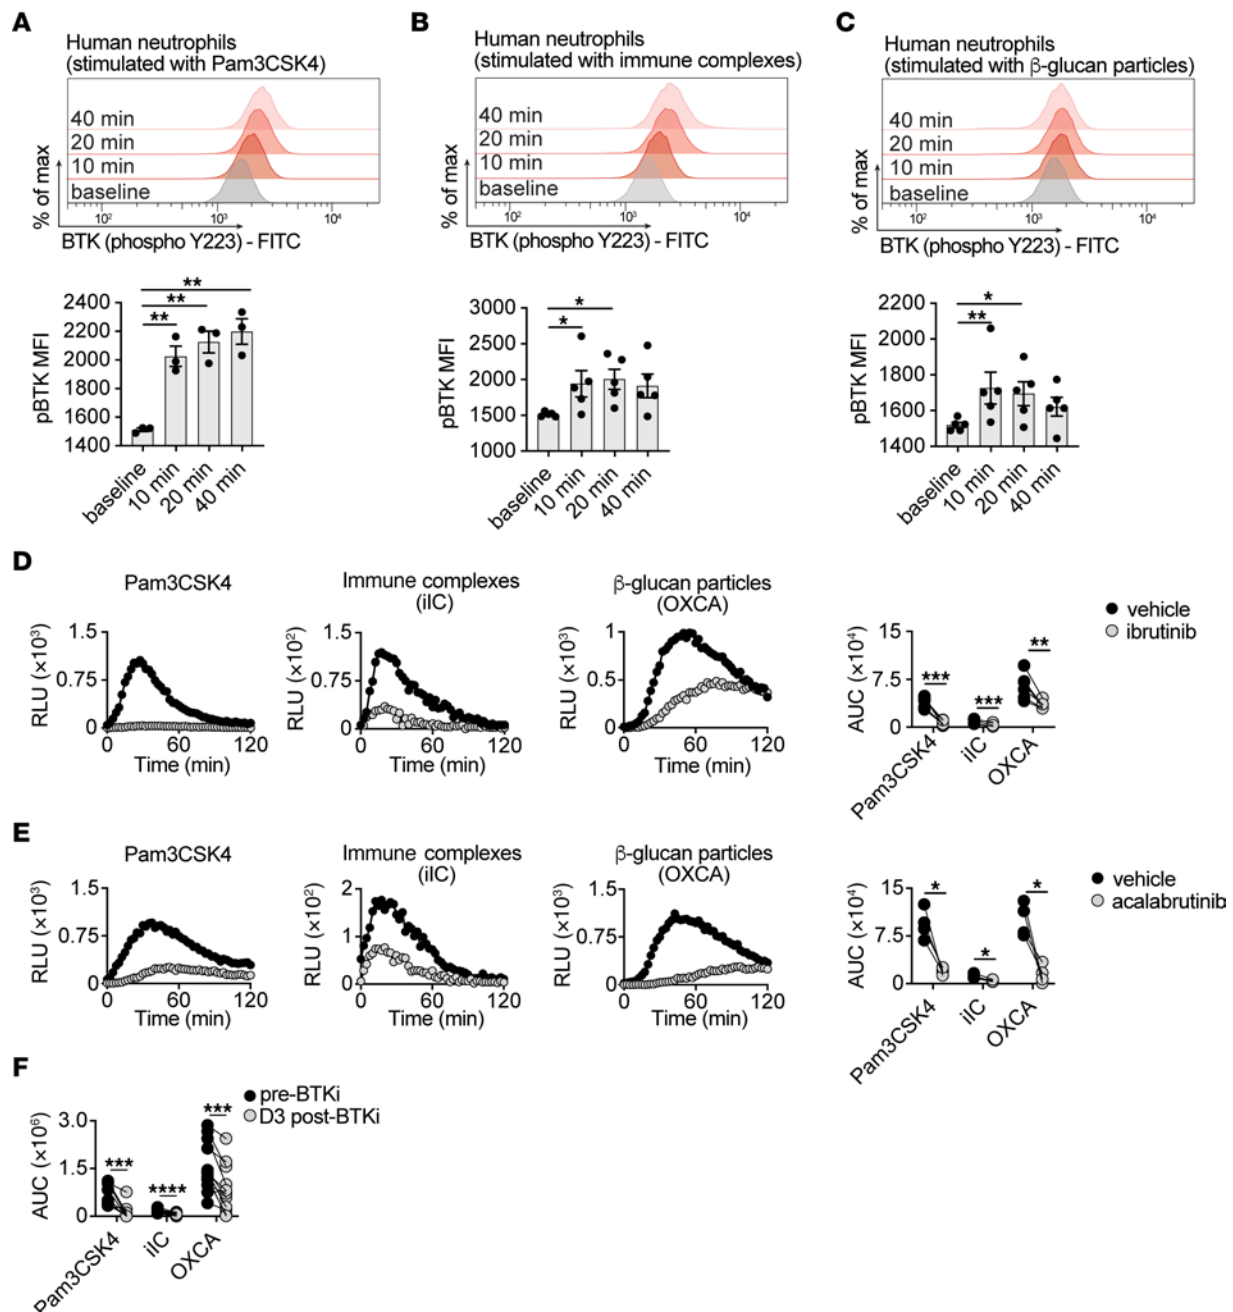 A
Human neutrophils
(stimulated with Pam3CSK4)
40 min
20 min
10 min
baseline
% of max
10² 10³ 10⁴
BTK (phospho Y223) - FITC
**
**
**
2400
2200
2000
1800
1600
1400
pBTK MFI
baseline
10 min
20 min
40 min
B
Human neutrophils
(stimulated with immune complexes)
40 min
20 min
10 min
baseline
% of max
10² 10³ 10⁴
BTK (phospho Y223) - FITC
*
*
3000
2500
2000
1500
1000
pBTK MFI
baseline
10 min
20 min
40 min
C
Human neutrophils
(stimulated with β-glucan particles)
40 min
20 min
10 min
baseline
% of max
10² 10³ 10⁴
BTK (phospho Y223) - FITC
*
**
2200
2000
1800
1600
1400
pBTK MFI
baseline
10 min
20 min
40 min
D
Pam3CSK4
1.5
0.75
0
RLU (×10³)
0 60 120
Time (min)
Immune complexes
(iIC)
1.5
0.75
0
RLU (×10²)
0 60 120
Time (min)
β-glucan particles
(OXCA)
1
0.5
0
RLU (×10³)
0 60 120
Time (min)
vehicle
ibrutinib
15
7.5
0
AUC (×10⁴)
*** *** **
Pam3CSK4
iIC
OXCA
E
Pam3CSK4
1.5
0.75
0
RLU (×10³)
0 60 120
Time (min)
Immune complexes
(iIC)
2
1
0
RLU (×10²)
0 60 120
Time (min)
β-glucan particles
(OXCA)
1.5
0.75
0
RLU (×10³)
0 60 120
Time (min)
vehicle
acalabrutinib
15
7.5
0
AUC (×10⁴)
* * *
Pam3CSK4
iIC
OXCA
F
pre-BTKi
D3 post-BTKi
3.0
1.5
0
AUC (×10⁶)
*** **** ***
Pam3CSK4
iIC
OXCA